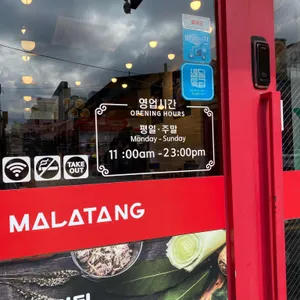 영업시간
OPENING HOURS
평일·주말
Monday - Sunday
11:00am -23:00pm
TAKE
OUT
MALATANG